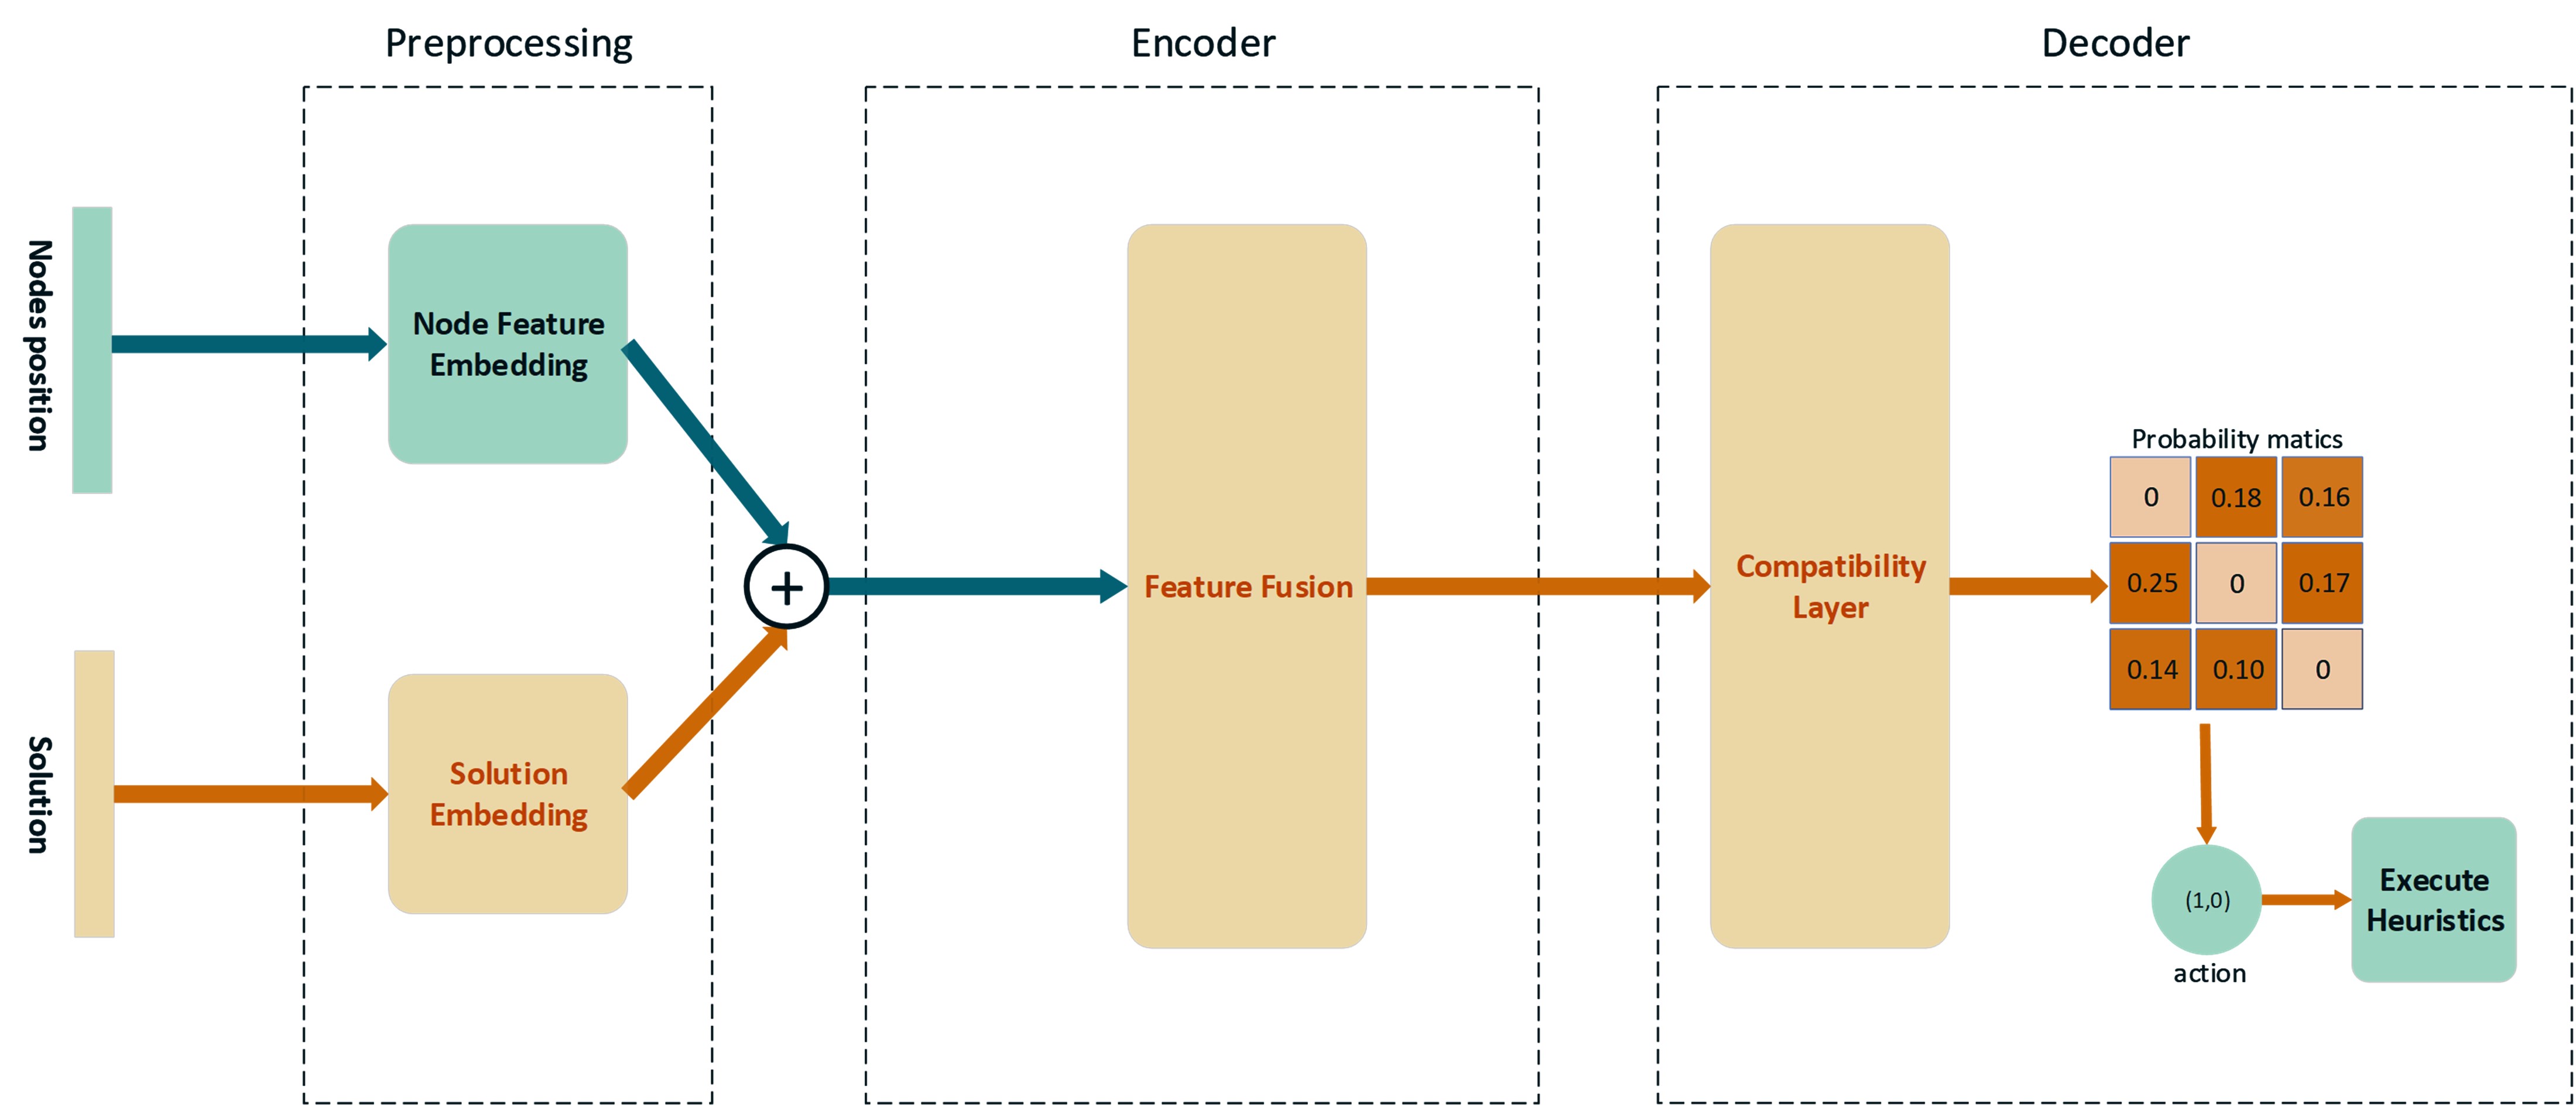 Preprocessing
Encoder
Decoder
Nodes position
Node Feature
Embedding
Solution
Solution
Embedding
+
Feature Fusion
Compatibility
Layer
Probability matics
0 0.18 0.16
0.25 0 0.17
0.14 0.10 0
(1,0)
action
Execute
Heuristics